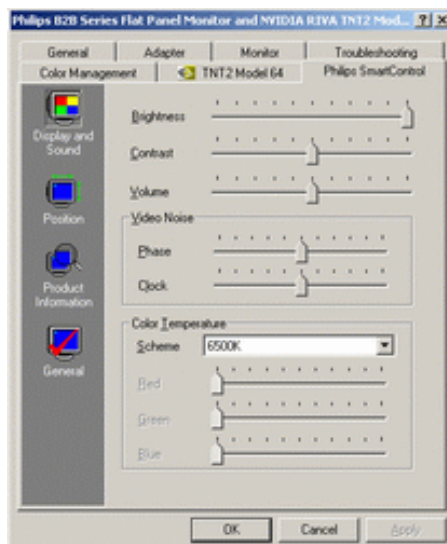 Philips B2B Series Flat Panel Monitor and NVIDIA RIVA TNT2 Mod... ? X
General Adapter Monitor Troubleshooting
Color Management TNT2 Model 64 Philips SmartControl
Display and
Sound
Position
Product
Information
General
Brightness
Contrast
Volume
Video Noise
Phase
Clock
Color Temperature
Scheme 6500K
Red
Green
Blue
OK Cancel Apply